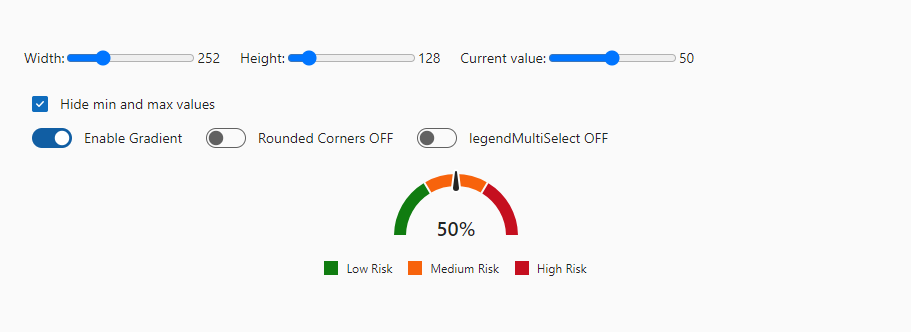 Width: 252 Height: 128 Current value: 50
Hide min and max values
Enable Gradient Rounded Corners OFF legendMultiSelect OFF
50%
Low Risk Medium Risk High Risk